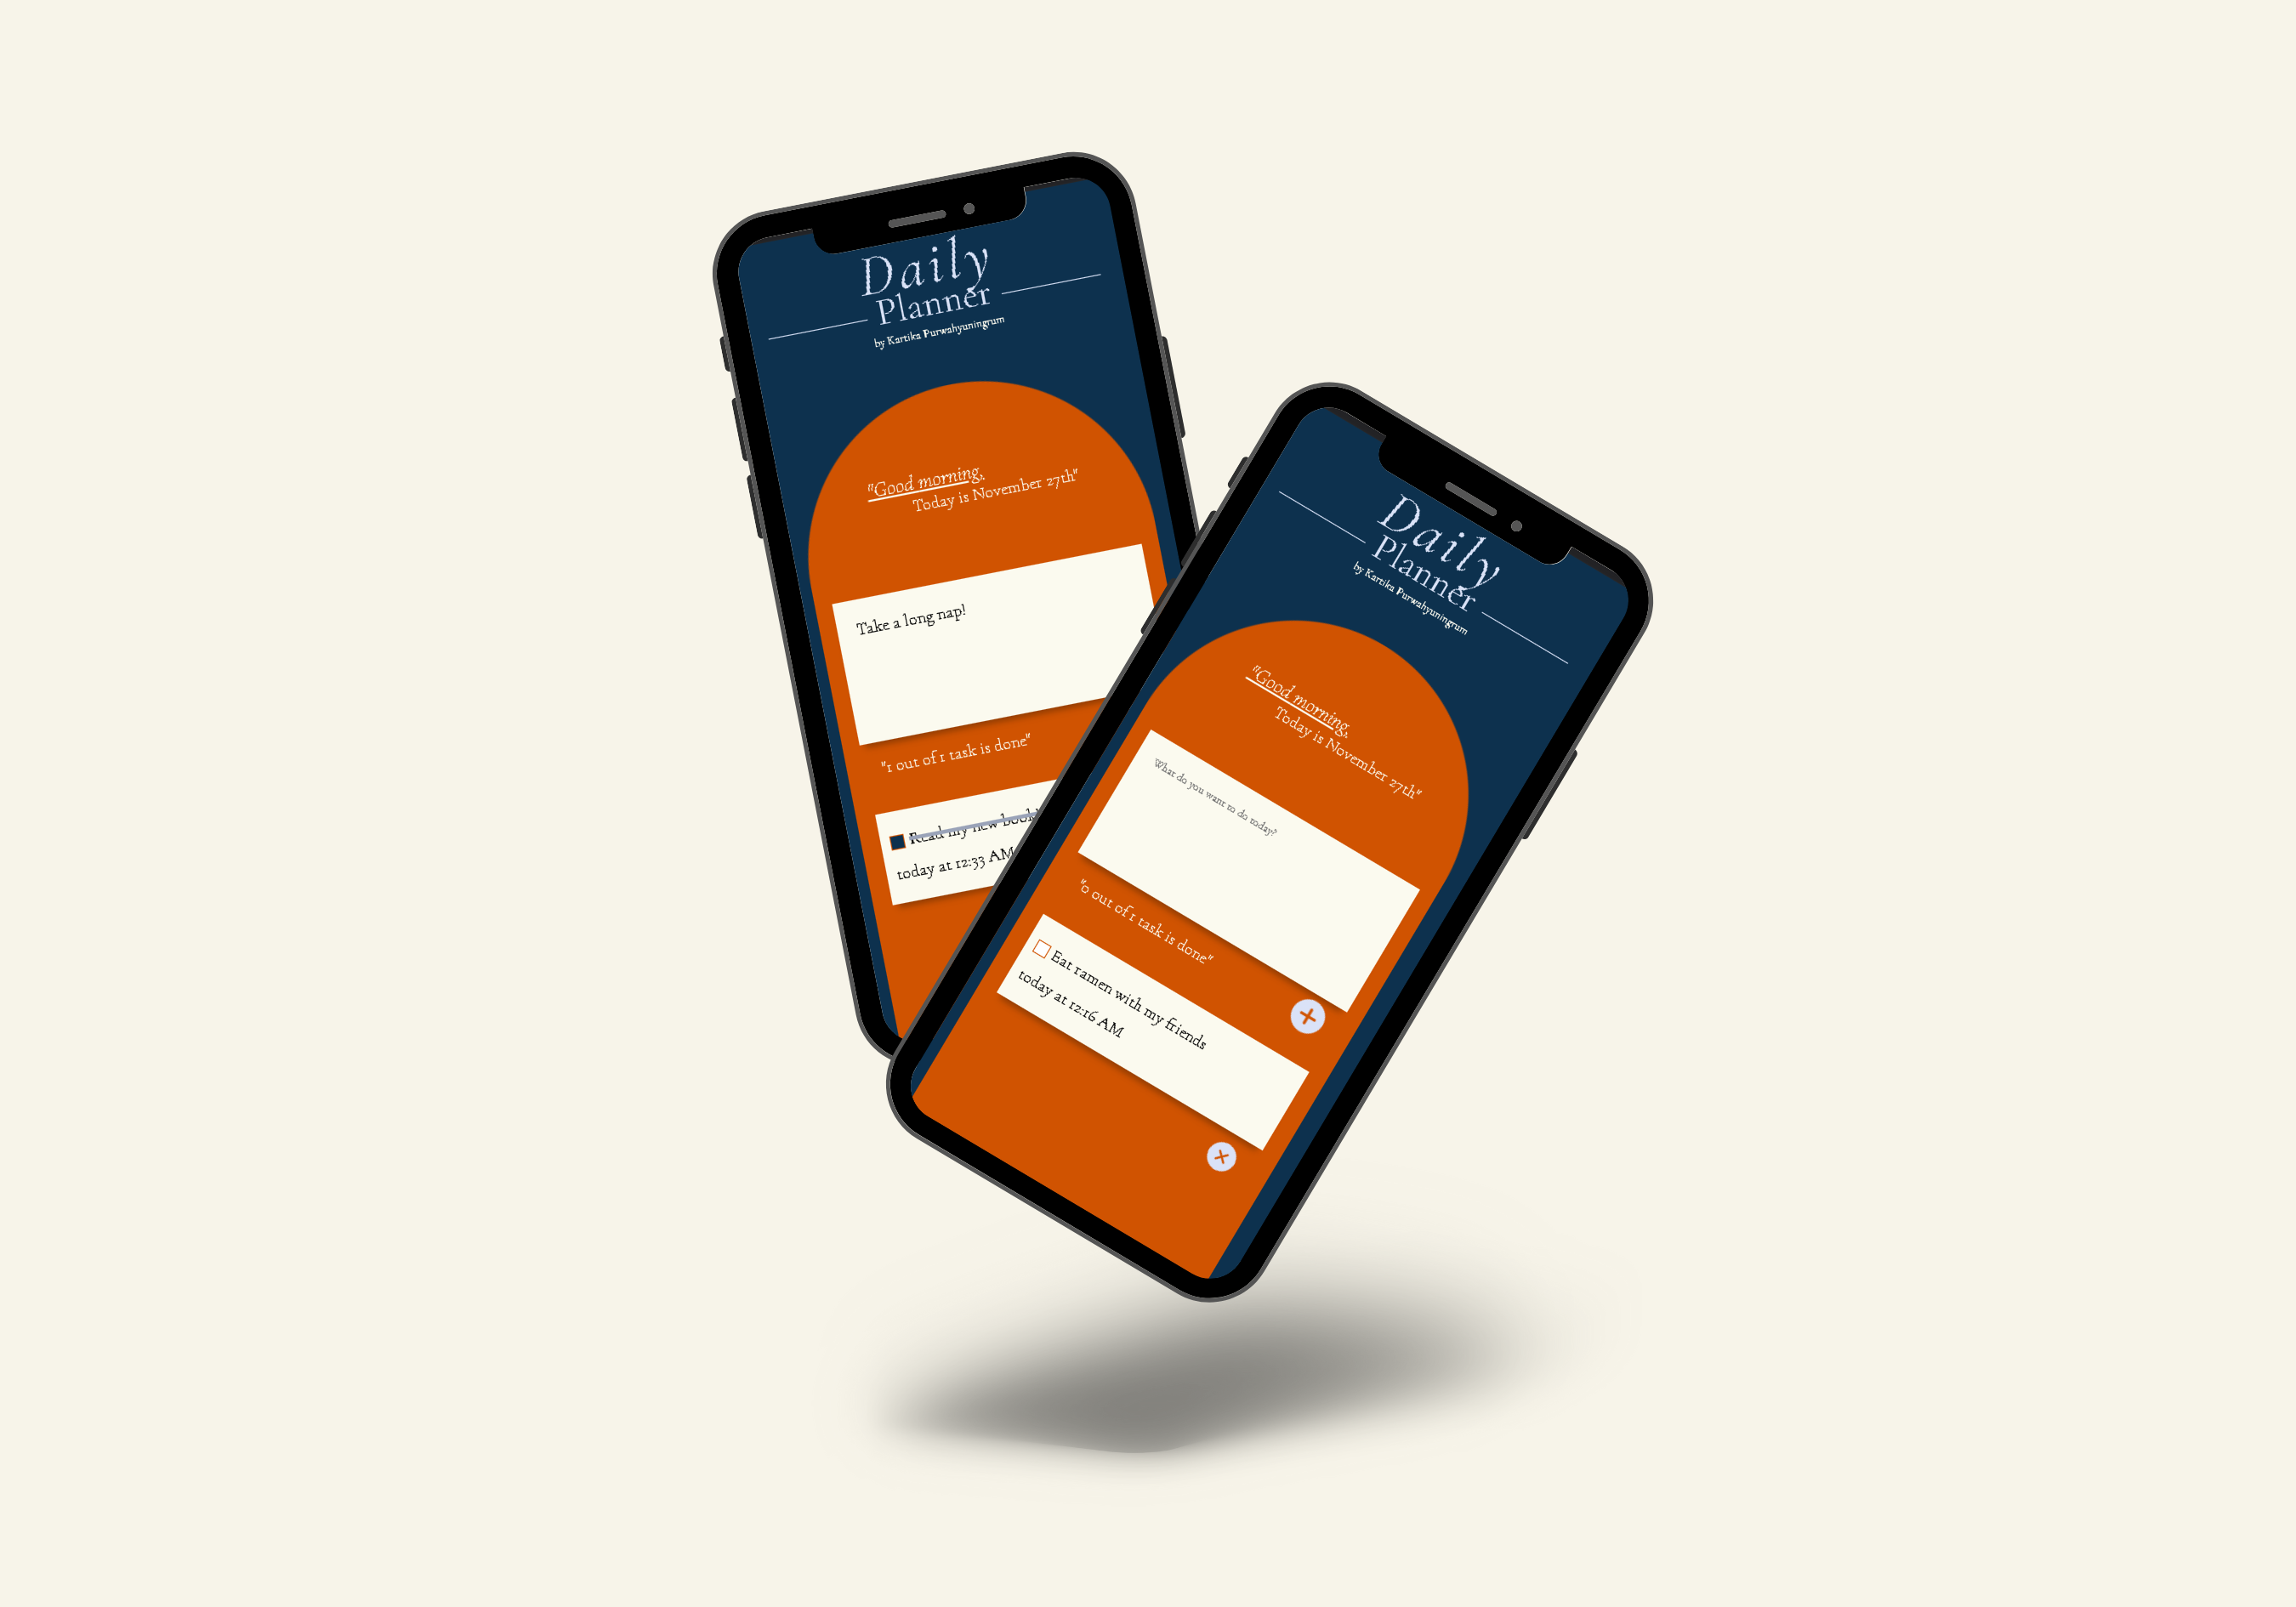 Daily
Planner
by Kartika Purwahyuningrum
"Good morning,
Today is November 27th"
Take a long nap!
"1 out of 1 task is done"
Read my new book
today at 12:33 AM
Daily
Planner
by Kartika Purwahyuningrum
"Good morning,
Today is November 27th"
What do you want to do today?
"0 out of 1 task is done"
Eat ramen with my friends
today at 12:16 AM